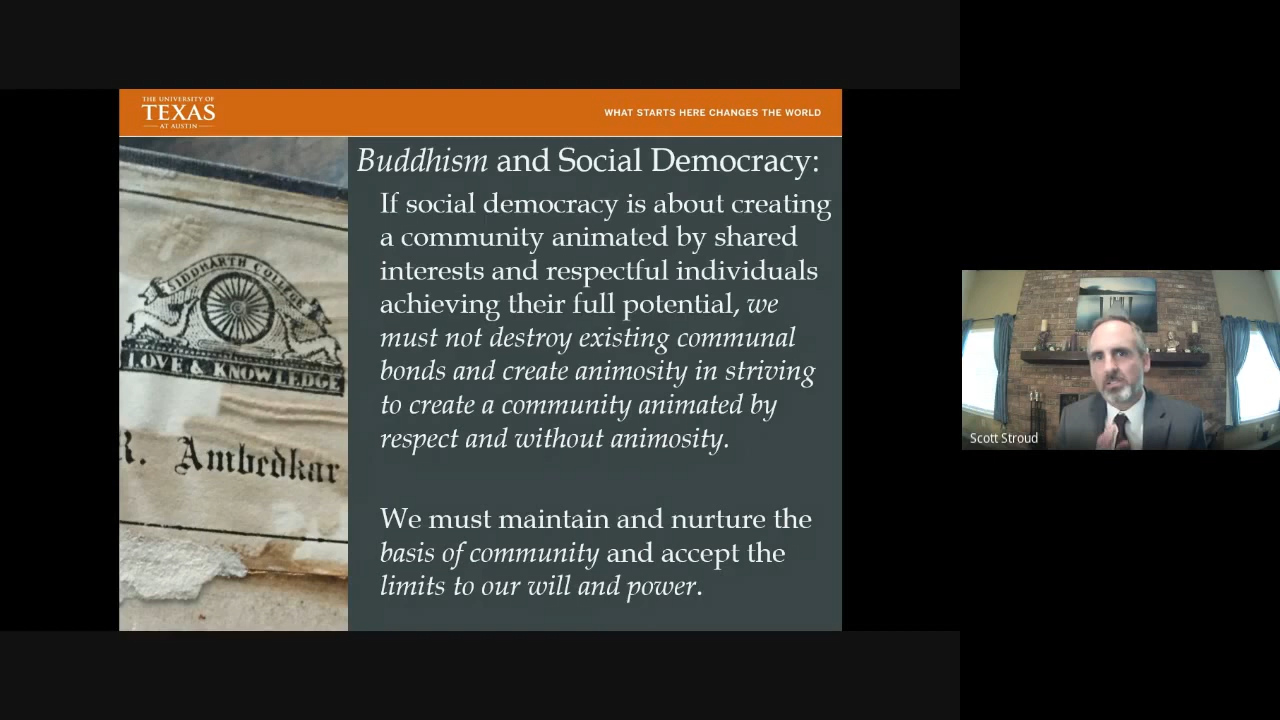 THE UNIVERSITY OF
TEXAS
AT AUSTIN
WHAT STARTS HERE CHANGES THE WORLD
Buddhism and Social Democracy:
If social democracy is about creating
a community animated by shared
interests and respectful individuals
achieving their full potential, we
must not destroy existing communal
bonds and create animosity in striving
to create a community animated by
respect and without animosity.
We must maintain and nurture the
basis of community and accept the
limits to our will and power.
SIDDHARTH COLLEGE
LOVE & KNOWLEDGE
R. Ambedkar
Scott Stroud